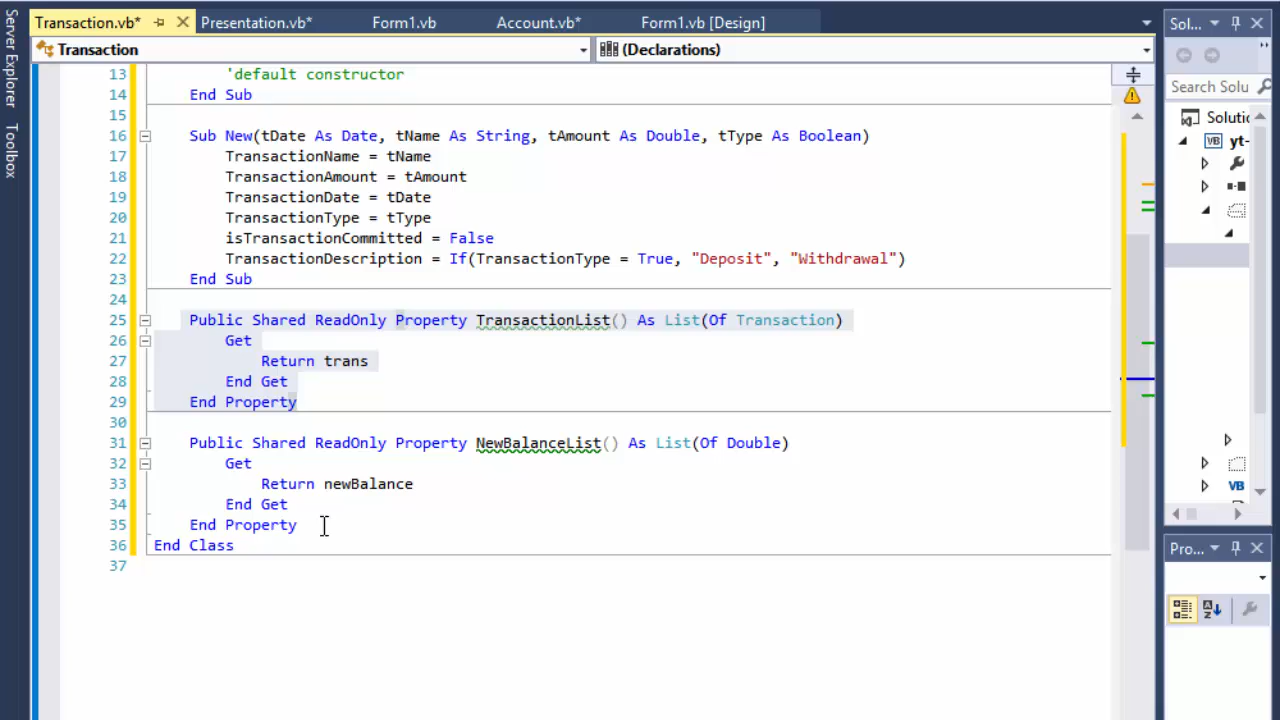 Server Explorer
Toolbox
Transaction.vb*
Presentation.vb*
Form1.vb
Account.vb*
Form1.vb [Design]
Transaction
(Declarations)
13 'default constructor
14 End Sub
15
16 Sub New(tDate As Date, tName As String, tAmount As Double, tType As Boolean)
17 TransactionName = tName
18 TransactionAmount = tAmount
19 TransactionDate = tDate
20 TransactionType = tType
21 isTransactionCommitted = False
22 TransactionDescription = If(TransactionType = True, "Deposit", "Withdrawal")
23 End Sub
24
25 Public Shared ReadOnly Property TransactionList() As List(Of Transaction)
26 Get
27 Return trans
28 End Get
29 End Property
30
31 Public Shared ReadOnly Property NewBalanceList() As List(Of Double)
32 Get
33 Return newBalance
34 End Get
35 End Property
36 End Class
37
Sol...
Search Solu
Solutic
VB yt-
VB
Pro...